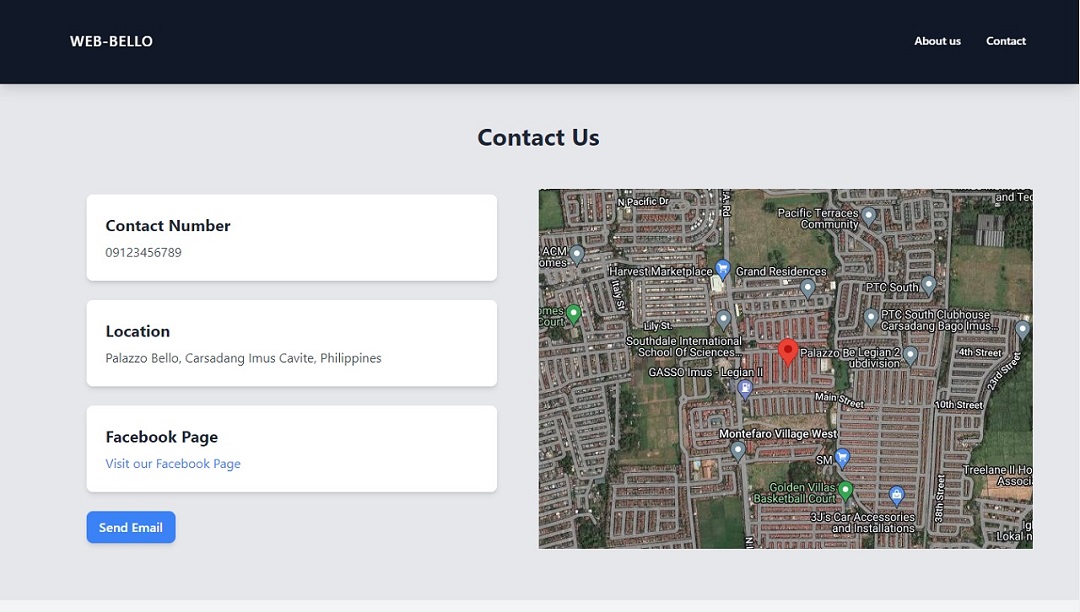 WEB-BELLO
About us
Contact
Contact Us
Contact Number
09123456789
Location
Palazzo Bello, Carsadang Imus Cavite, Philippines
Facebook Page
Visit our Facebook Page
Send Email
N Pacific Dr
and Tec
Pacific Terraces
Community
ACM
omes
Harvest Marketplace
Grand Residences
Italy St
PTC South
omes
Court
Lily St.
PTC South Clubhouse
Carsadang Bago Imus...
Southdale International
School Of Sciences...
Palazzo Be
Legian 2
ubdivision
4th Street
23rd Street
GASSO Imus - Legian II
Main Street
10th Street
Montefaro Village West
SM
Treelane II Ho
Associa
Golden Villas
Basketball Court
38th Street
3J's Car Accessories
and Installations
Lokal n